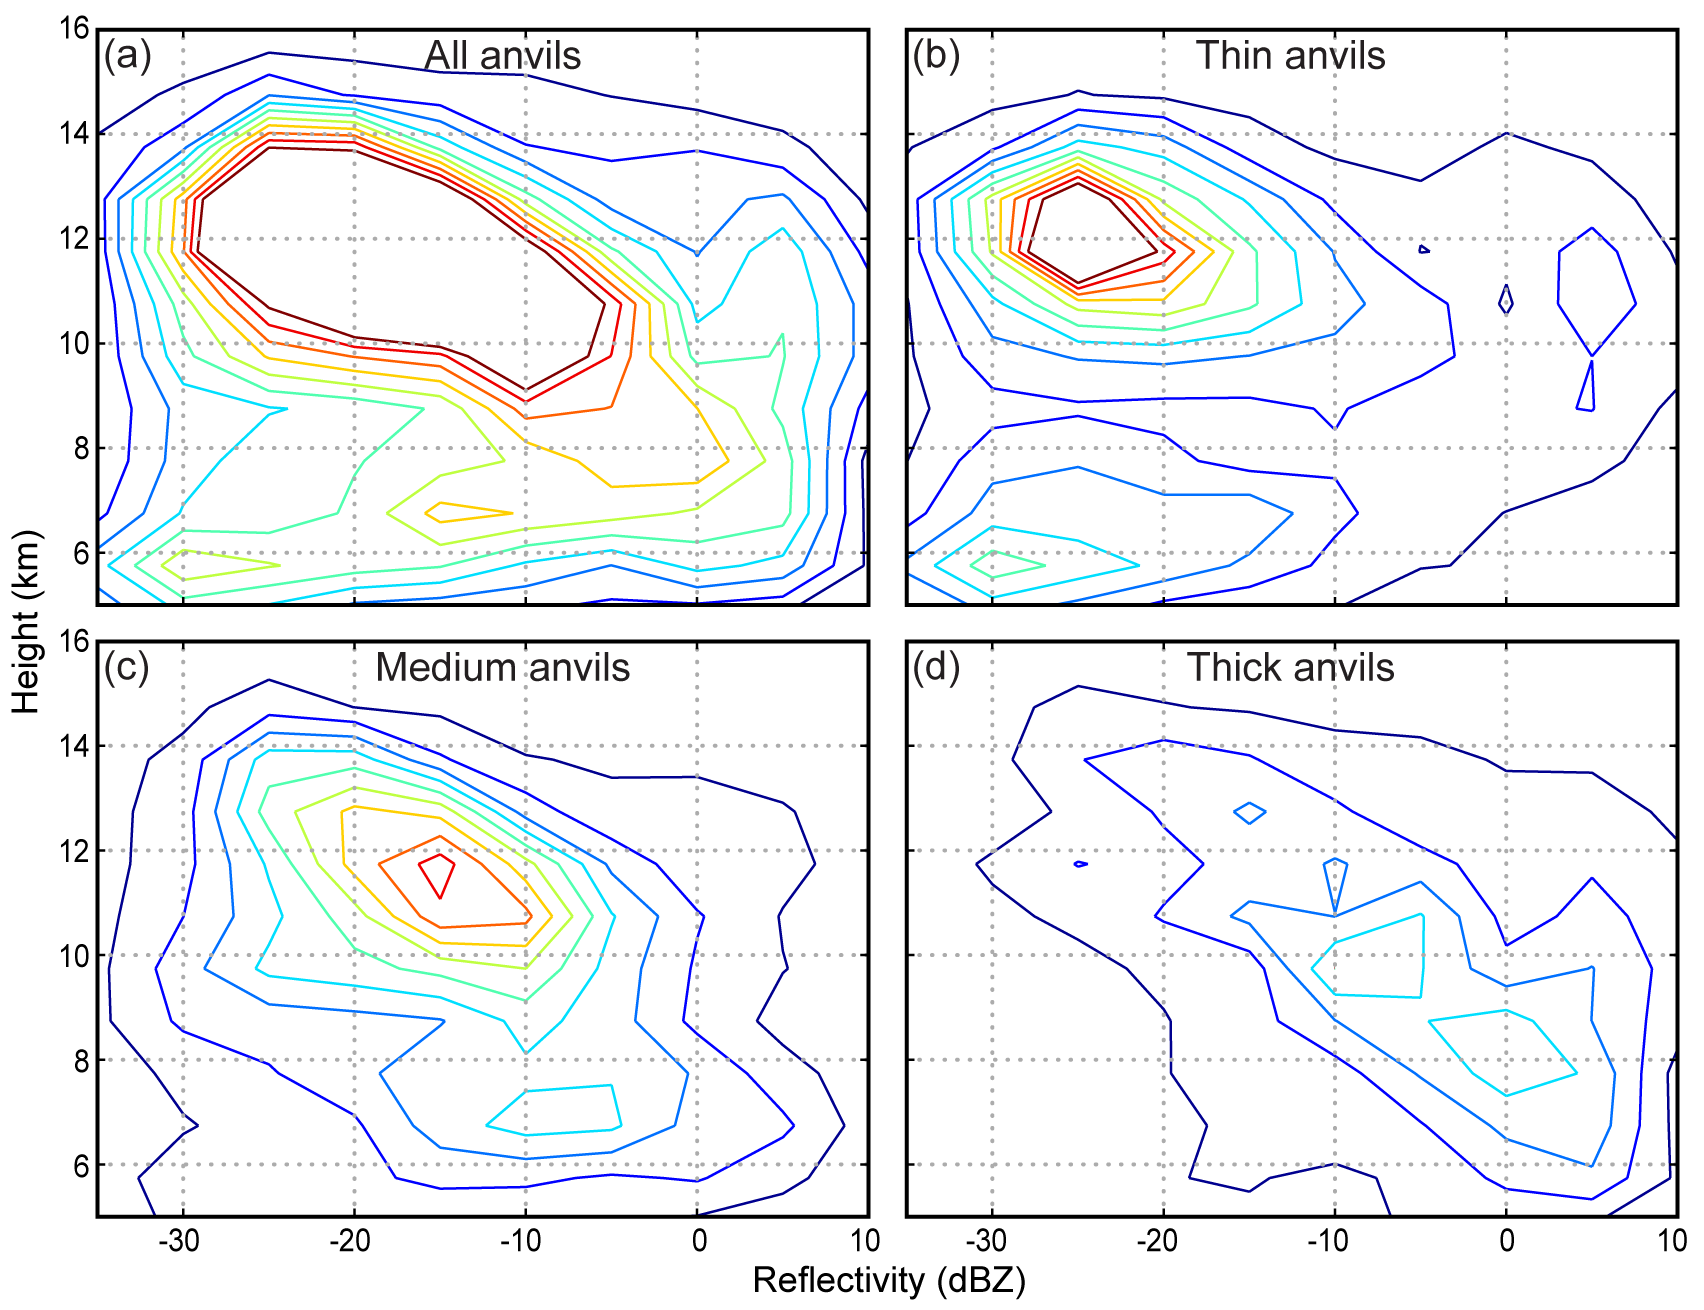 (a) All anvils
(b) Thin anvils
16
14
12
10
8
6
(c) Medium anvils
(d) Thick anvils
16
14
12
10
8
6
Height (km)
-30 -20 -10 0 10
-30 -20 -10 0 10
Reflectivity (dBZ)